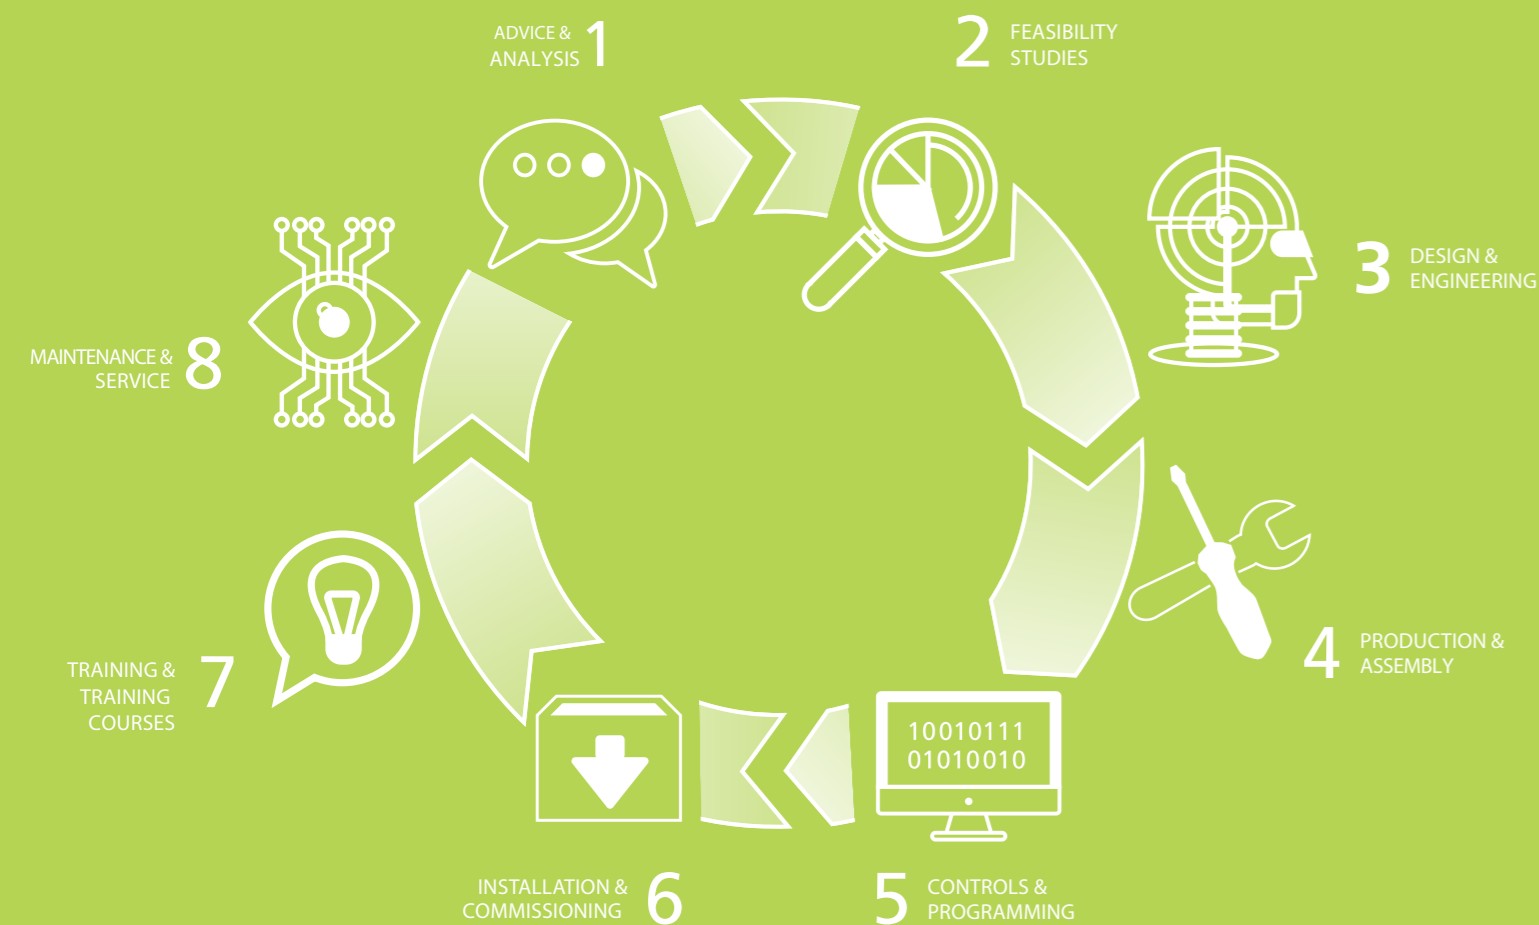 ADVICE &
ANALYSIS
1
2
FEASIBILITY
STUDIES
3
DESIGN &
ENGINEERING
4
PRODUCTION &
ASSEMBLY
10010111
01010010
5
CONTROLS &
PROGRAMMING
INSTALLATION &
COMMISSIONING
6
TRAINING &
TRAINING
COURSES
7
MAINTENANCE &
SERVICE
8